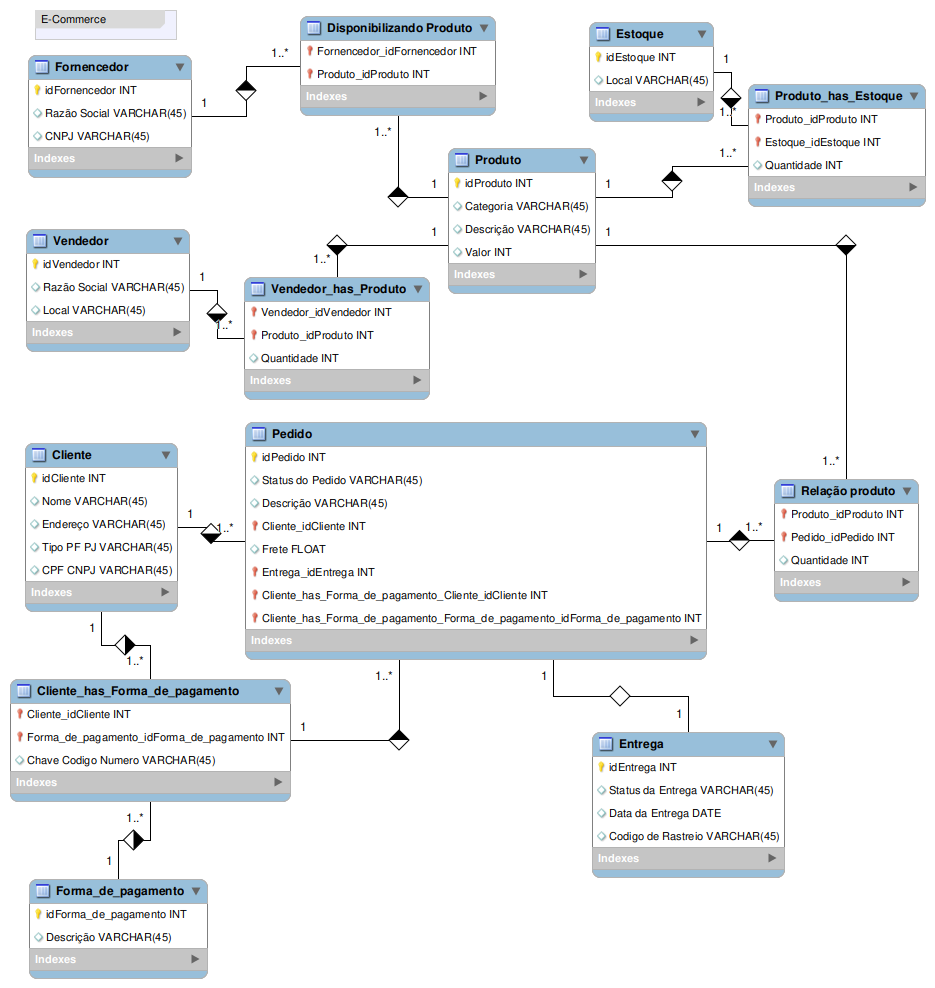 E-Commerce
Disponibilizando Produto
Fornencedor_idFornencedor INT
Produto_idProduto INT
Indexes
Estoque
idEstoque INT
Local VARCHAR(45)
Indexes
Fornencedor
idFornencedor INT
Razão Social VARCHAR(45)
CNPJ VARCHAR(45)
Indexes
1
1..*
1..*
1
1
1..*
Produto_has_Estoque
Produto_idProduto INT
Estoque_idEstoque INT
Quantidade INT
Indexes
Produto
idProduto INT
Categoria VARCHAR(45)
Descrição VARCHAR(45)
Valor INT
Indexes
1
1..*
1
1..*
1
1..*
Vendedor
idVendedor INT
Razão Social VARCHAR(45)
Local VARCHAR(45)
Indexes
1
1..*
Vendedor_has_Produto
Vendedor_idVendedor INT
Produto_idProduto INT
Quantidade INT
Indexes
Pedido
idPedido INT
Status do Pedido VARCHAR(45)
Descrição VARCHAR(45)
Cliente_idCliente INT
Frete FLOAT
Entrega_idEntrega INT
Cliente_has_Forma_de_pagamento_Cliente_idCliente INT
Cliente_has_Forma_de_pagamento_Forma_de_pagamento_idForma_de_pagamento INT
Indexes
Cliente
idCliente INT
Nome VARCHAR(45)
Endereço VARCHAR(45)
Tipo PF PJ VARCHAR(45)
CPF CNPJ VARCHAR(45)
Indexes
1
1..*
1
1..*
Relação produto
Produto_idProduto INT
Pedido_idPedido INT
Quantidade INT
Indexes
1
1..*
1..*
1
1
1
Cliente_has_Forma_de_pagamento
Cliente_idCliente INT
Forma_de_pagamento_idForma_de_pagamento INT
Chave Codigo Numero VARCHAR(45)
Indexes
Entrega
idEntrega INT
Status da Entrega VARCHAR(45)
Data da Entrega DATE
Codigo de Rastreio VARCHAR(45)
Indexes
1..*
1
Forma_de_pagamento
idForma_de_pagamento INT
Descrição VARCHAR(45)
Indexes